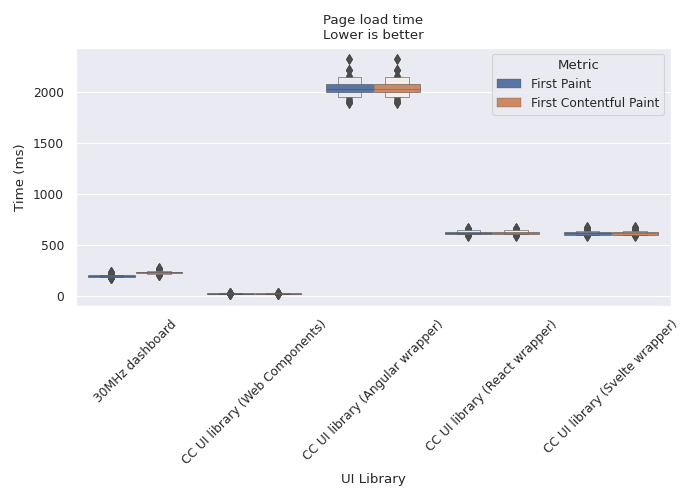 Page load time
Lower is better
Metric
First Paint
First Contentful Paint
Time (ms)
2000
1500
1000
500
0
30MHz dashboard
CC UI library (Web Components)
CC UI library (Angular wrapper)
CC UI library (React wrapper)
CC UI library (Svelte wrapper)
UI Library